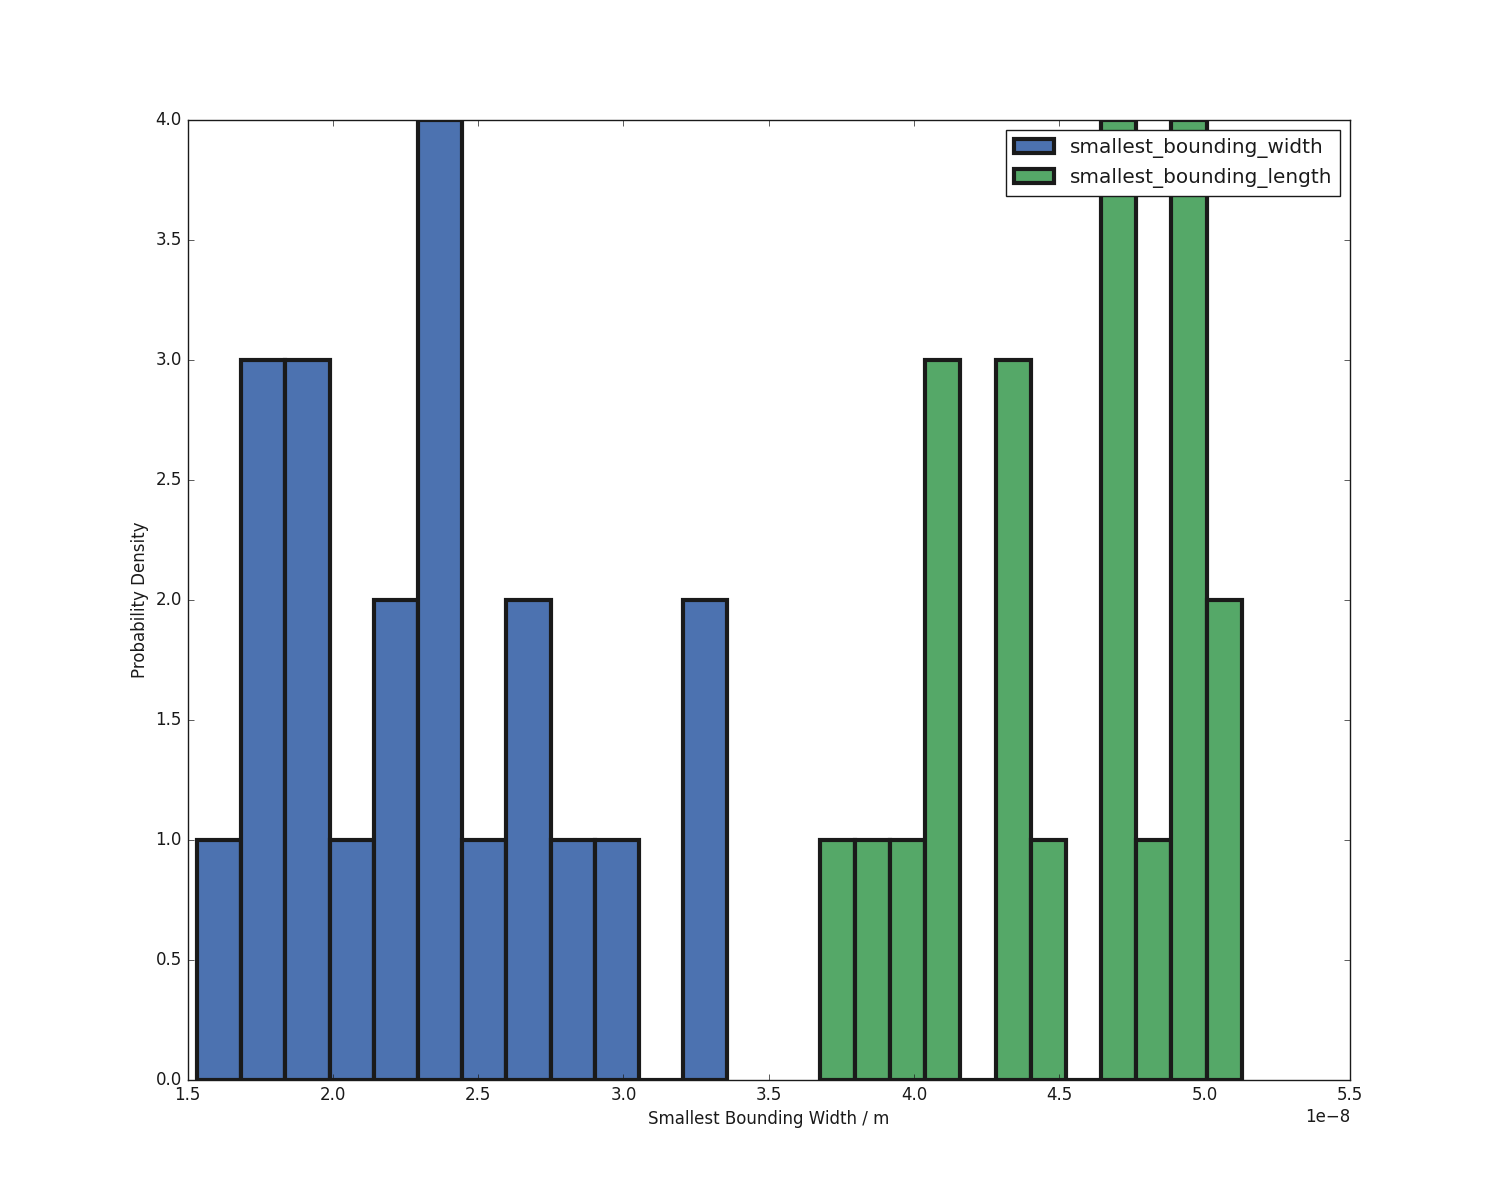 4.0
3.5
3.0
2.5
2.0
1.5
1.0
0.5
0.0
Probability Density
smallest_bounding_width
smallest_bounding_length
1.5 2.0 2.5 3.0 3.5 4.0 4.5 5.0 5.5
Smallest Bounding Width / m
1e−8